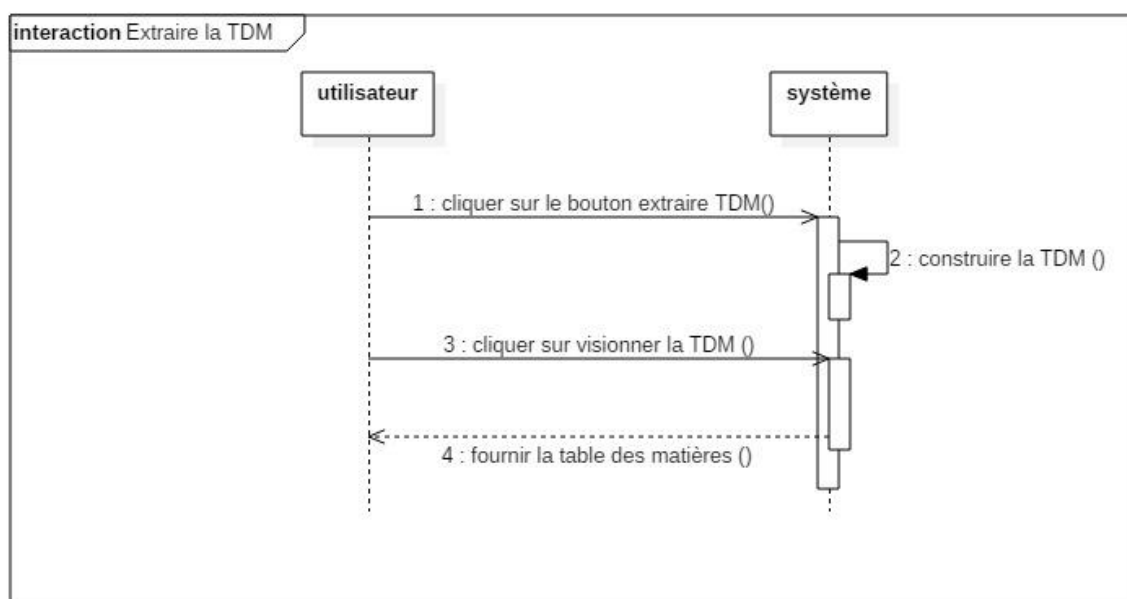 interaction Extraire la TDM
utilisateur
système
1 : cliquer sur le bouton extraire TDM()
2 : construire la TDM ()
3 : cliquer sur visionner la TDM ()
4 : fournir la table des matières ()